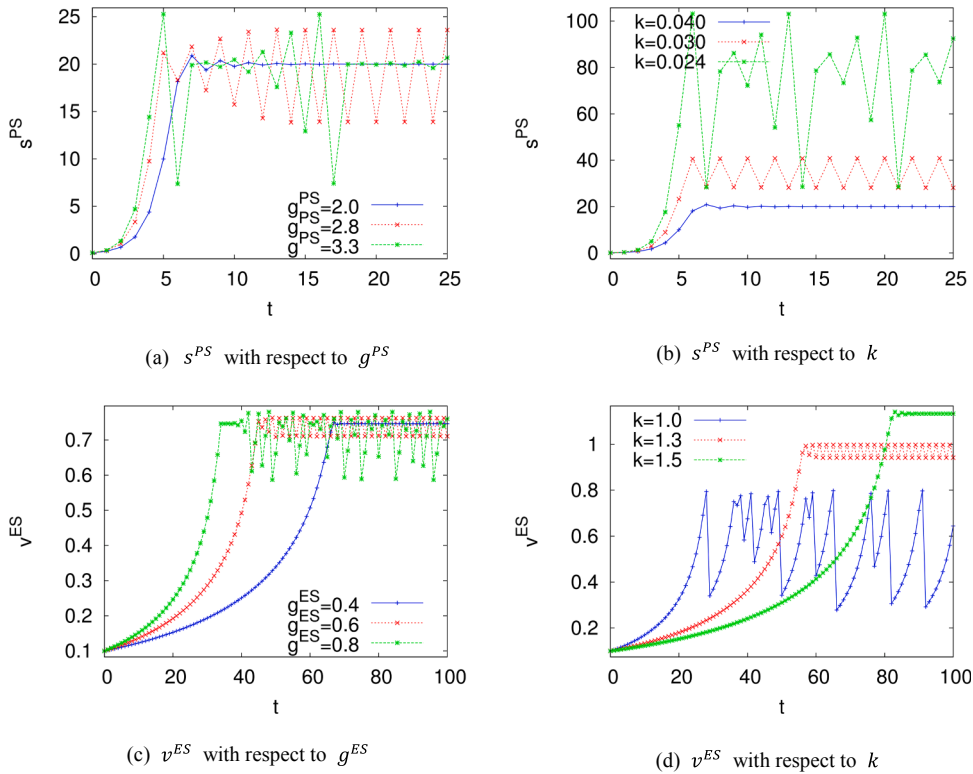 25
20
15
10
5
0
s^PS
g^PS=2.0
g^PS=2.8
g^PS=3.3
0 5 10 15 20 25
t
(a) s^PS with respect to g^PS
100
80
60
40
20
0
s^PS
k=0.040
k=0.030
k=0.024
0 5 10 15 20 25
t
(b) s^PS with respect to k
0.7
0.6
0.5
0.4
0.3
0.2
0.1
v^ES
g^ES=0.4
g^ES=0.6
g^ES=0.8
0 20 40 60 80 100
t
(c) v^ES with respect to g^ES
1
0.8
0.6
0.4
0.2
v^ES
k=1.0
k=1.3
k=1.5
0 20 40 60 80 100
t
(d) v^ES with respect to k